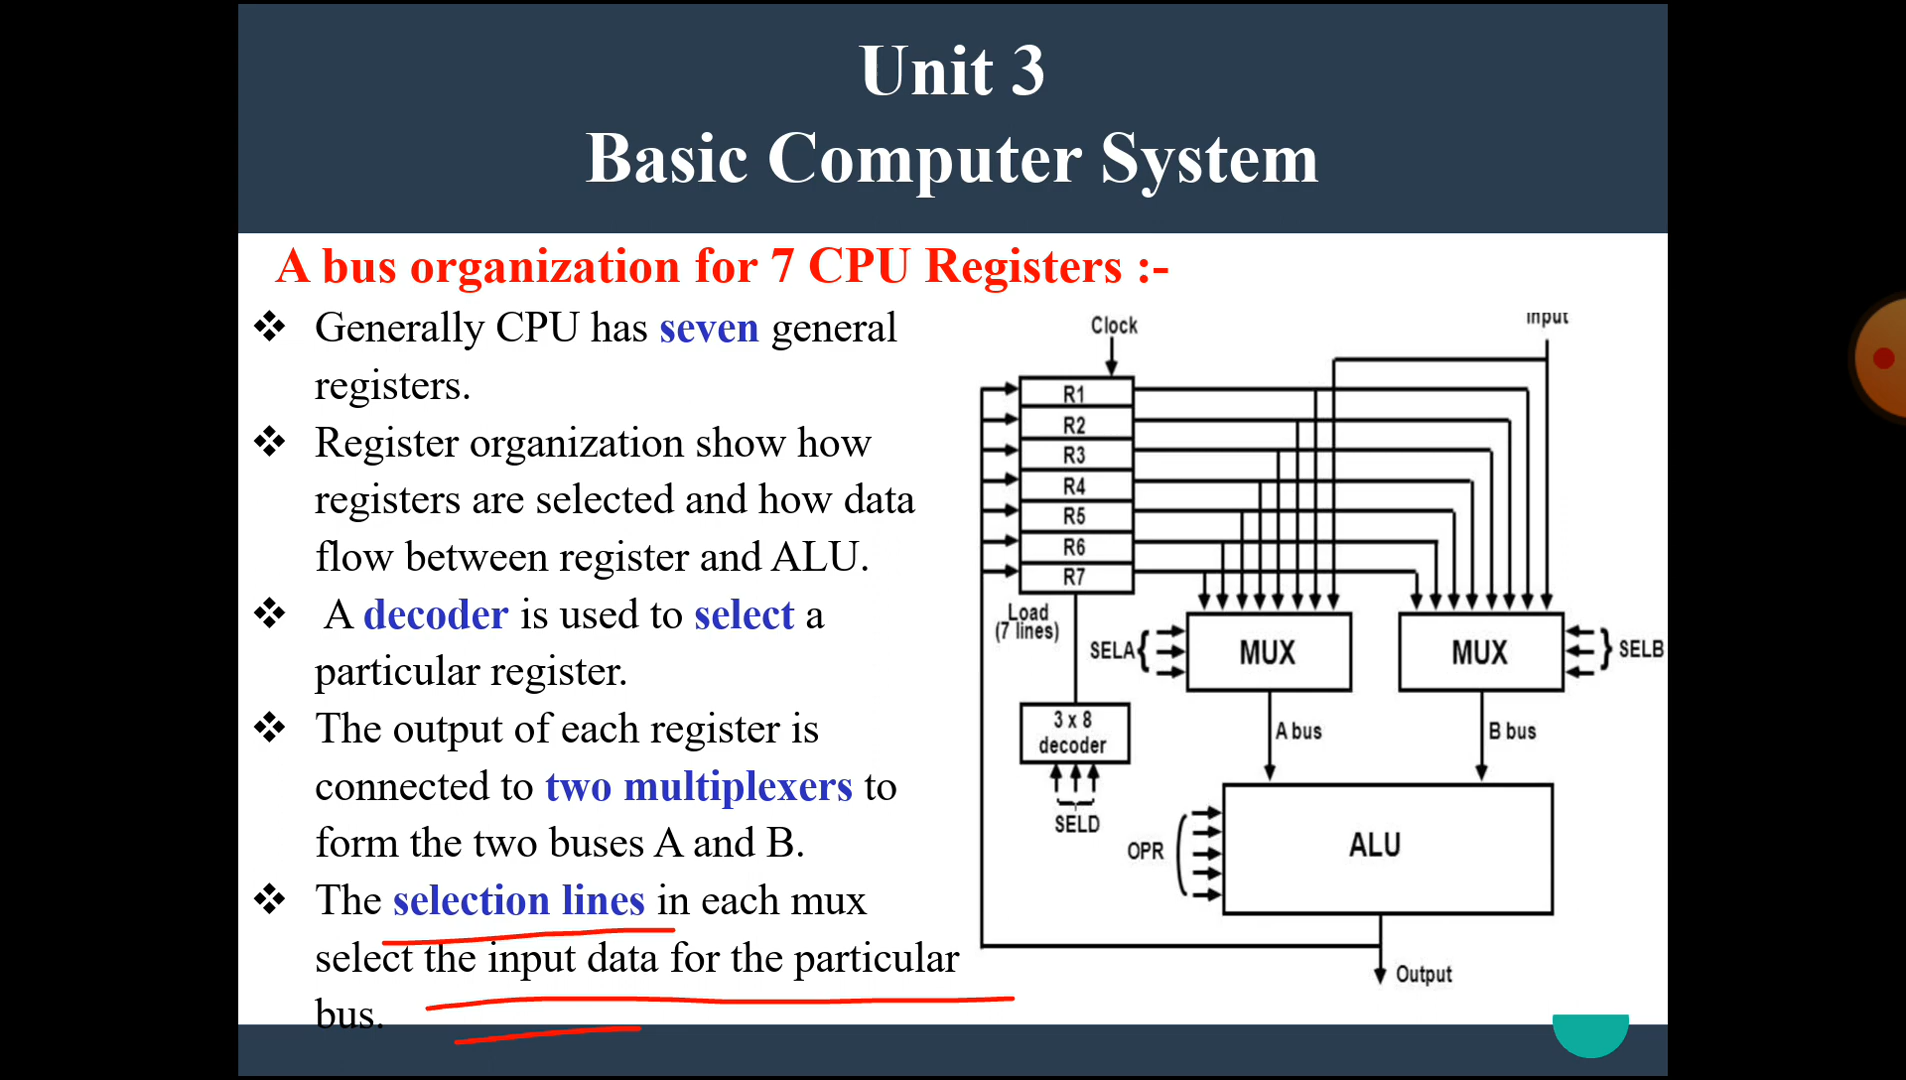 Unit 3
Basic Computer System
A bus organization for 7 CPU Registers :-
❖ Generally CPU has seven general
registers.
❖ Register organization show how
registers are selected and how data
flow between register and ALU.
❖ A decoder is used to select a
particular register.
❖ The output of each register is
connected to two multiplexers to
form the two buses A and B.
❖ The selection lines in each mux
select the input data for the particular
bus.
Clock
Input
R1
R2
R3
R4
R5
R6
R7
Load
(7 lines)
SELA
MUX
MUX
SELB
3 x 8
decoder
A bus
B bus
SELD
OPR
ALU
Output